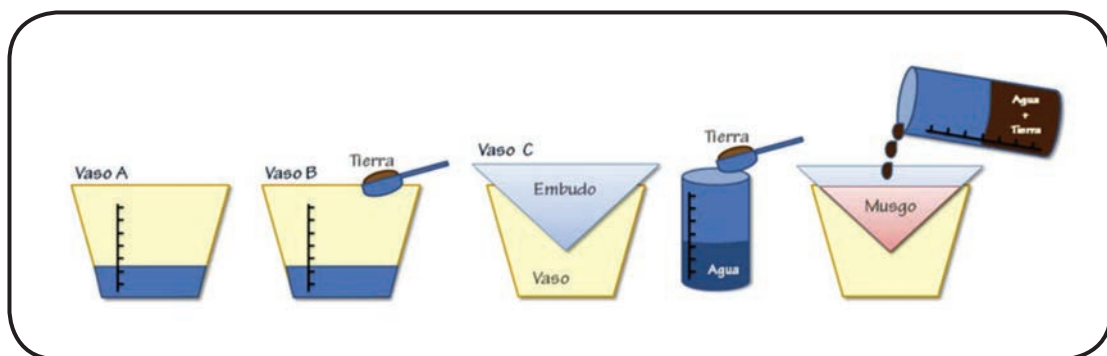 Vaso A
Vaso B
Tierra
Vaso C
Embudo
Vaso
Tierra
Agua
Musgo
Agua
+
Tierra